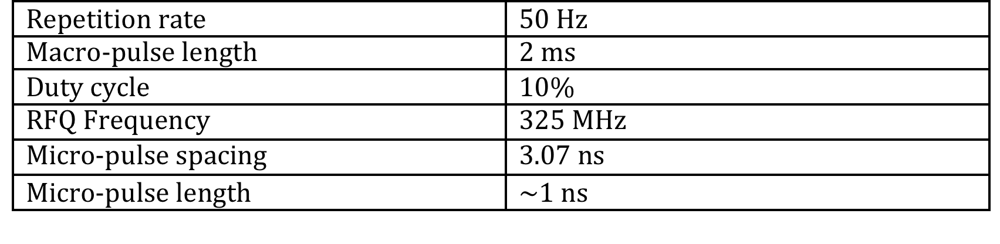 Repetition rate 50 Hz
Macro-pulse length 2 ms
Duty cycle 10%
RFQ Frequency 325 MHz
Micro-pulse spacing 3.07 ns
Micro-pulse length ~1 ns